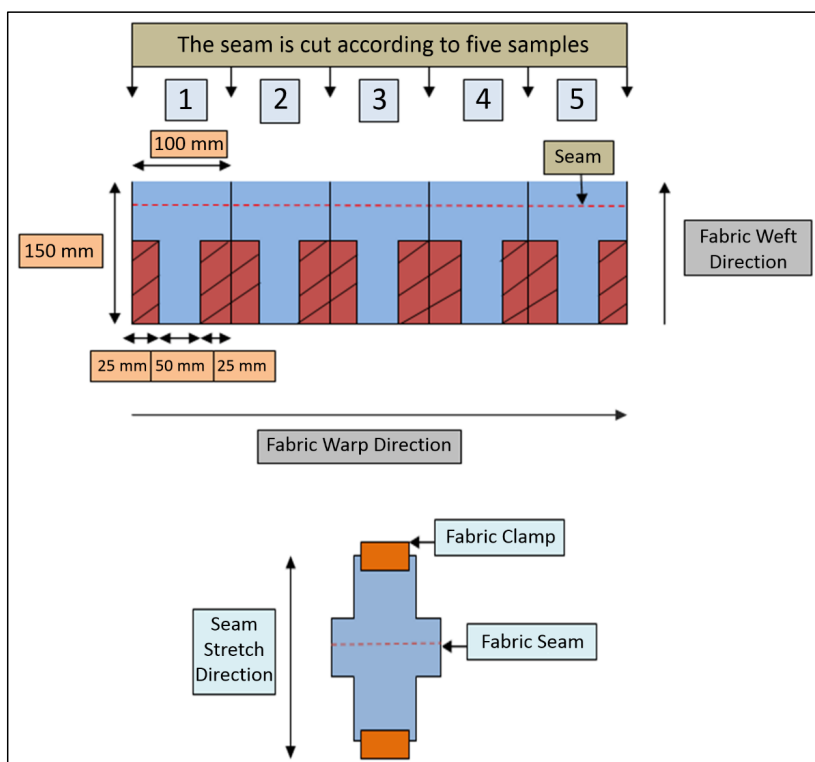 The seam is cut according to five samples
1 2 3 4 5
100 mm
Seam
150 mm
Fabric Weft
Direction
25 mm 50 mm 25 mm
Fabric Warp Direction
Fabric Clamp
Seam
Stretch
Direction
Fabric Seam